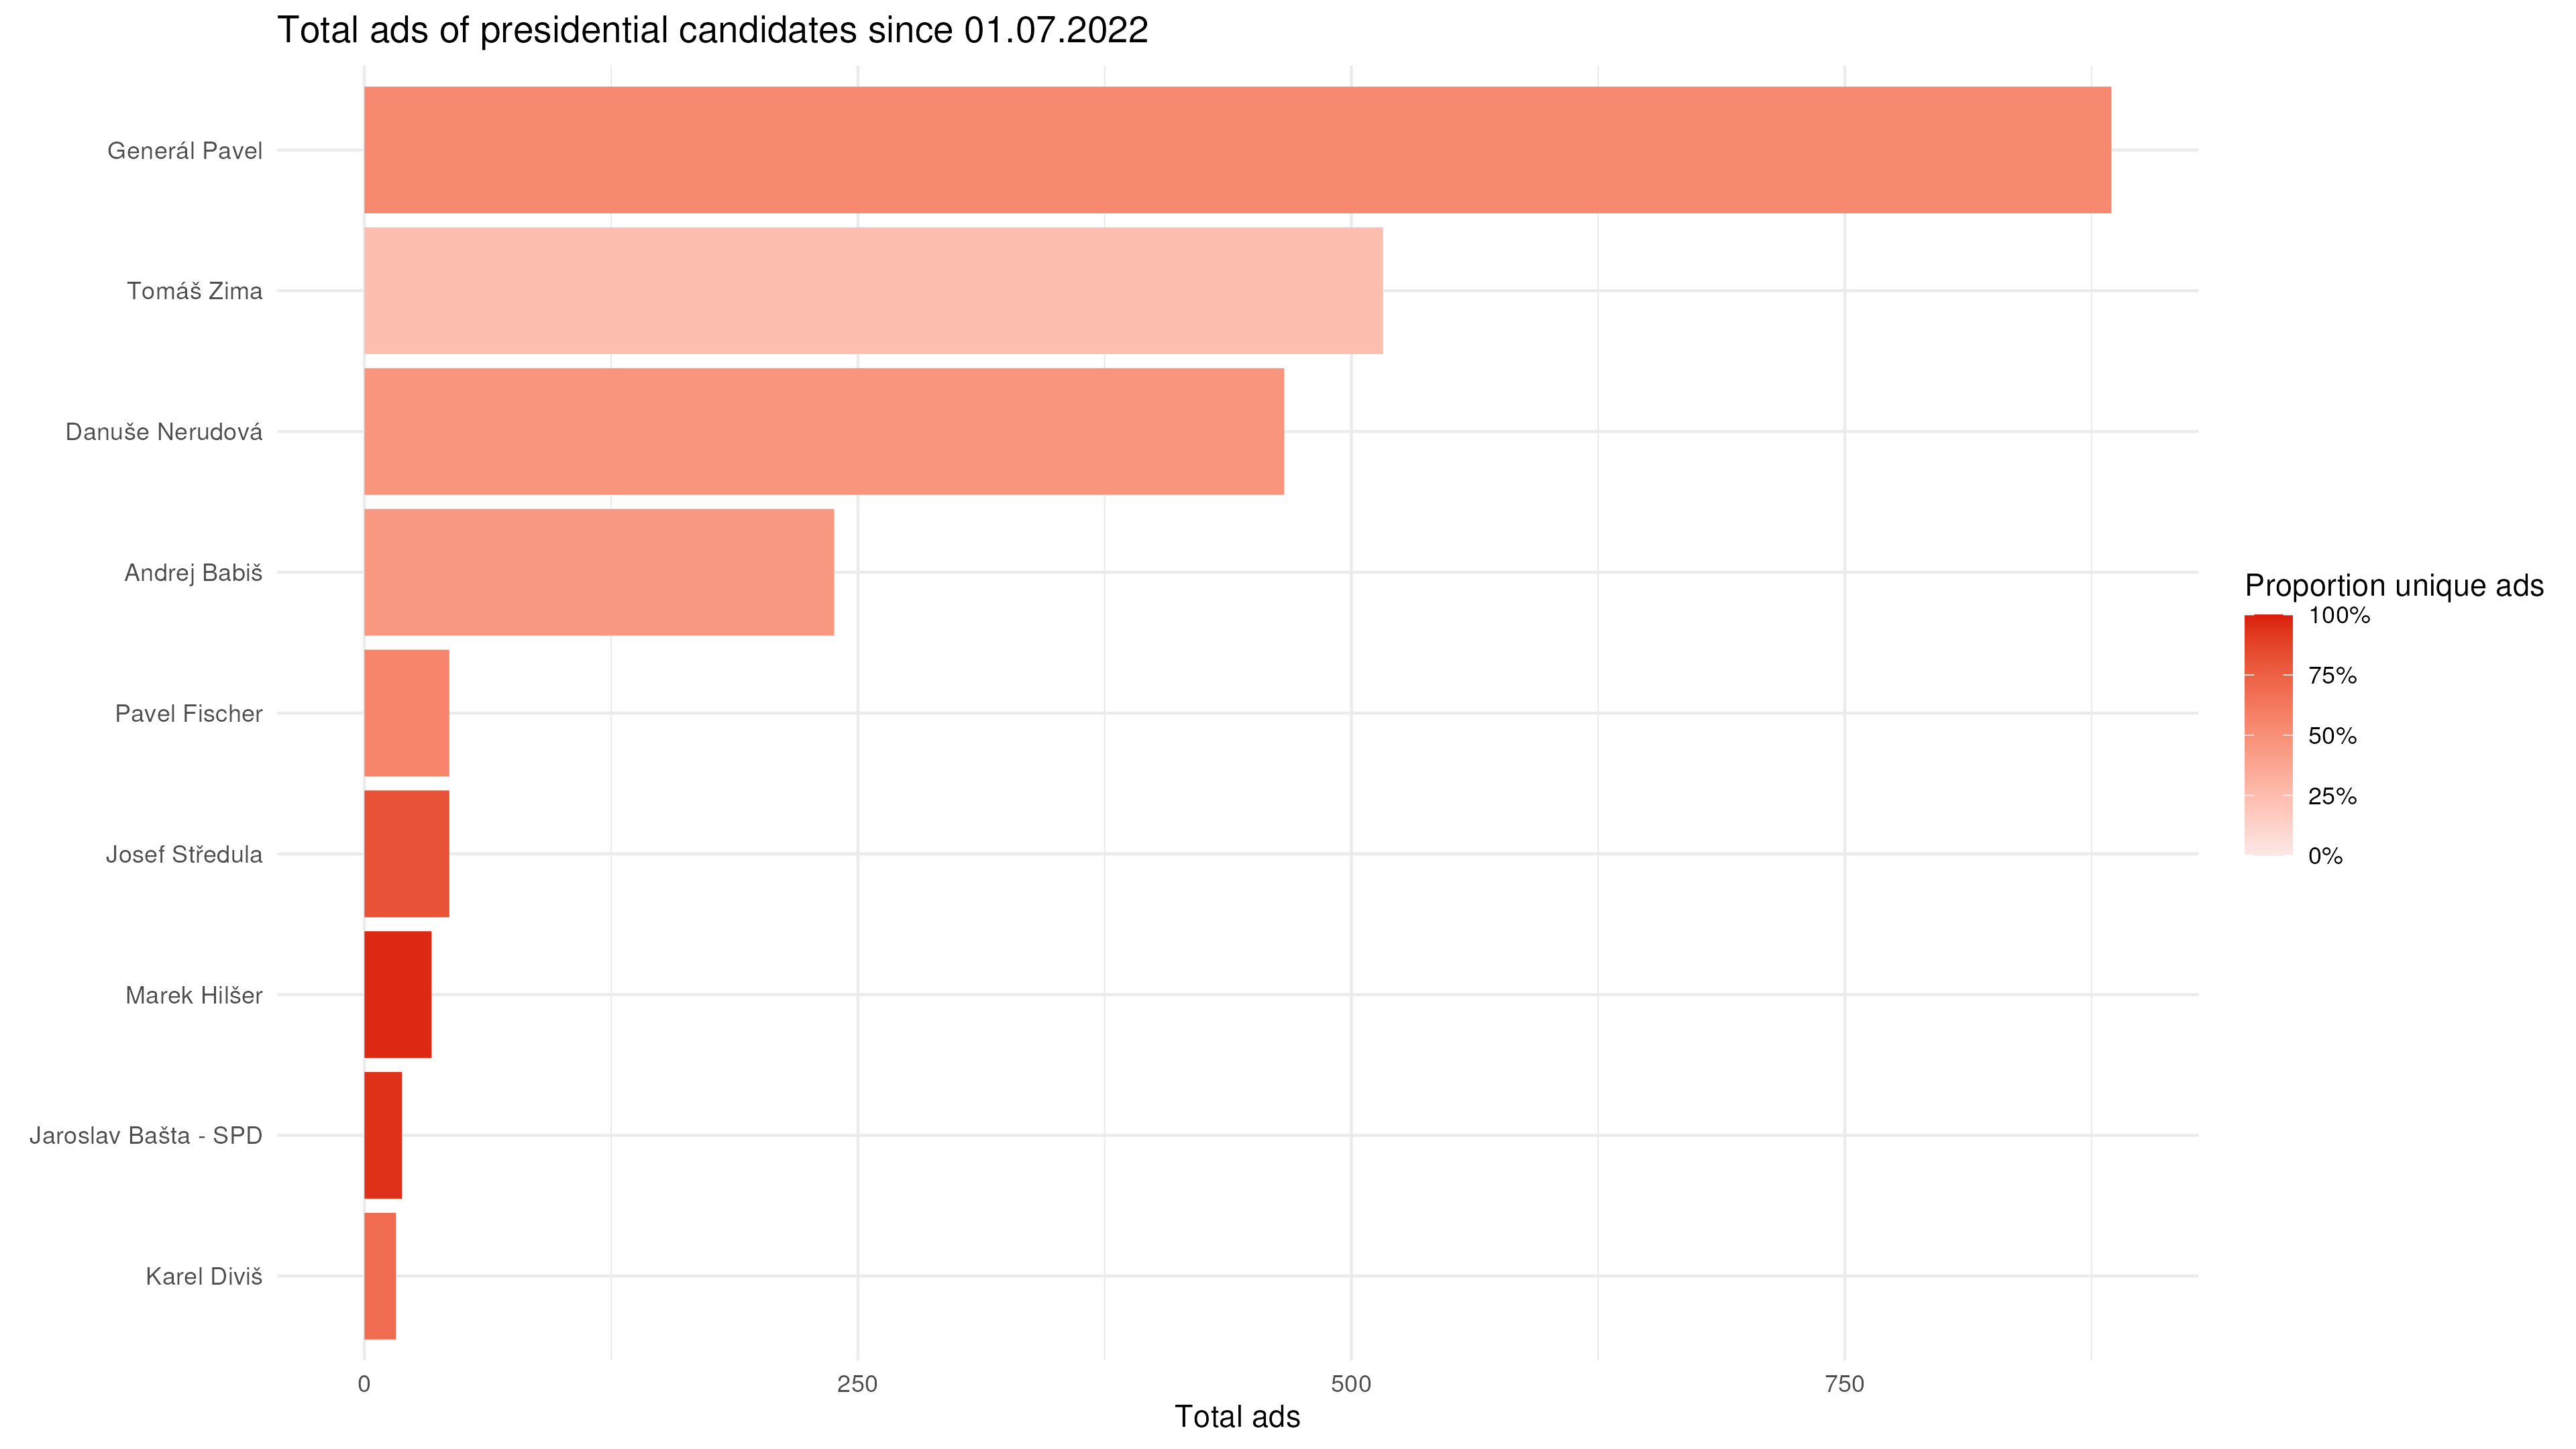 Total ads of presidential candidates since 01.07.2022
Generál Pavel
Tomáš Zima
Danuše Nerudová
Andrej Babiš
Pavel Fischer
Josef Středula
Marek Hilšer
Jaroslav Bašta - SPD
Karel Diviš
0
250
500
750
Total ads
Proportion unique ads
100%
75%
50%
25%
0%